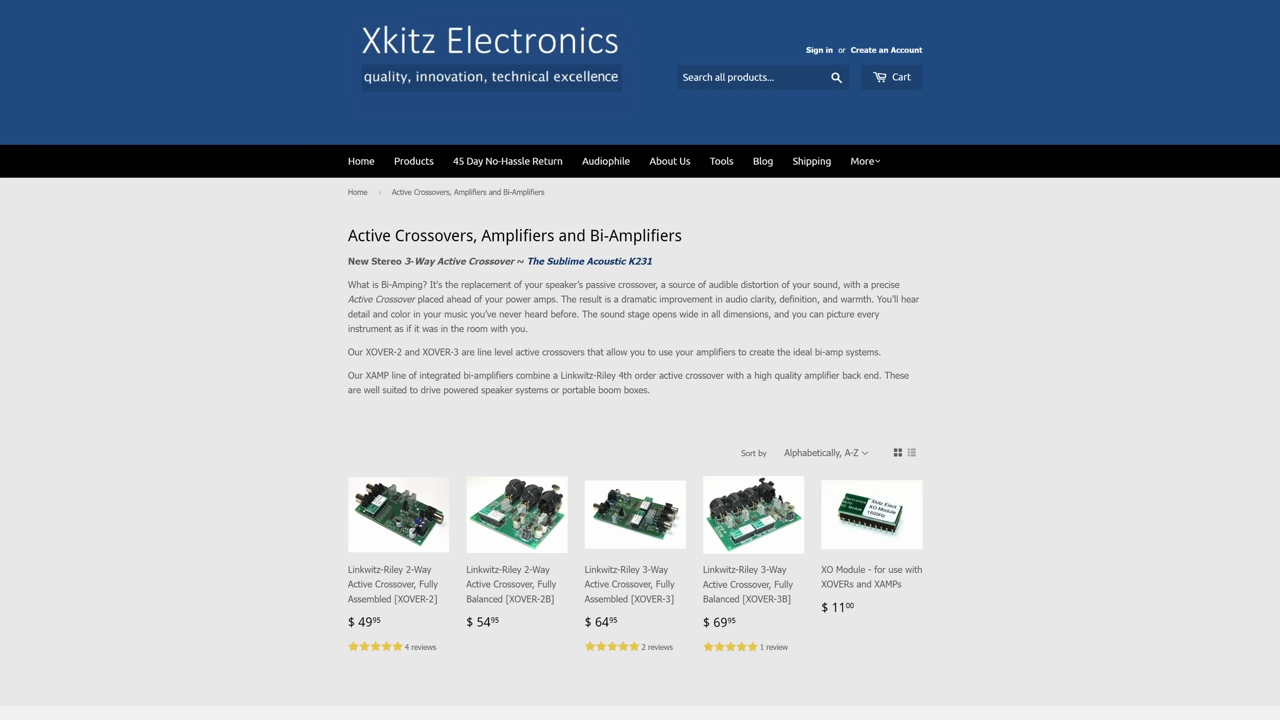 Xkitz Electronics
quality, innovation, technical excellence
Sign in or Create an Account
Search all products...
Cart
Home Products 45 Day No-Hassle Return Audiophile About Us Tools Blog Shipping More
Home › Active Crossovers, Amplifiers and Bi-Amplifiers
Active Crossovers, Amplifiers and Bi-Amplifiers
New Stereo 3-Way Active Crossover ~ The Sublime Acoustic K231
What is Bi-Amping? It's the replacement of your speaker’s passive crossover, a source of audible distortion of your sound, with a precise
Active Crossover placed ahead of your power amps. The result is a dramatic improvement in audio clarity, definition, and warmth. You’ll hear
detail and color in your music you’ve never heard before. The sound stage opens wide in all dimensions, and you can picture every
instrument as if it was in the room with you.
Our XOVER-2 and XOVER-3 are line level active crossovers that allow you to use your amplifiers to create the ideal bi-amp systems.
Our XAMP line of integrated bi-amplifiers combine a Linkwitz-Riley 4th order active crossover with a high quality amplifier back end. These
are well suited to drive powered speaker systems or portable boom boxes.
Sort by Alphabetically, A-Z
Xkitz Elect
XO Module
1500Hz
Linkwitz-Riley 2-Way
Active Crossover, Fully
Assembled [XOVER-2]
$ 49.95
4 reviews
Linkwitz-Riley 2-Way
Active Crossover, Fully
Balanced [XOVER-2B]
$ 54.95
Linkwitz-Riley 3-Way
Active Crossover, Fully
Assembled [XOVER-3]
$ 64.95
2 reviews
Linkwitz-Riley 3-Way
Active Crossover, Fully
Balanced [XOVER-3B]
$ 69.95
1 review
XO Module - for use with
XOVERs and XAMPs
$ 11.00